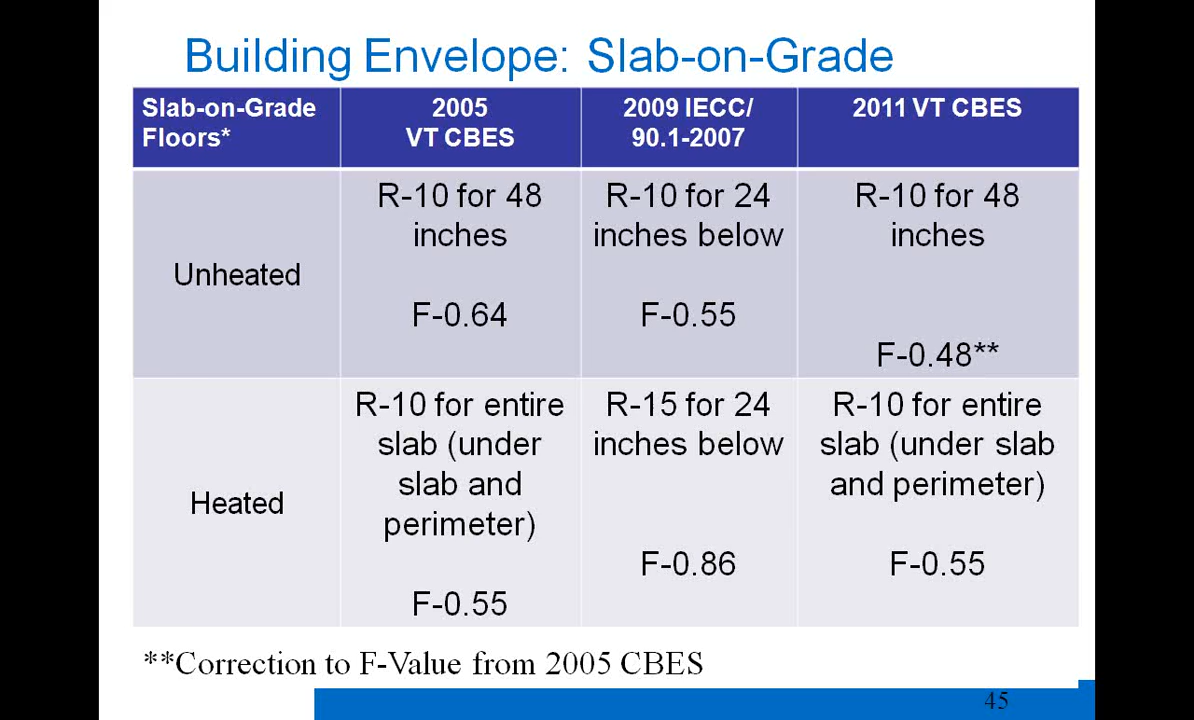 Building Envelope: Slab-on-Grade
Slab-on-Grade
Floors*
2005
VT CBES
2009 IECC/
90.1-2007
2011 VT CBES
Unheated
R-10 for 48
inches
F-0.64
R-10 for 24
inches below
F-0.55
R-10 for 48
inches
F-0.48**
Heated
R-10 for entire
slab (under
slab and
perimeter)
F-0.55
R-15 for 24
inches below
F-0.86
R-10 for entire
slab (under slab
and perimeter)
F-0.55
**Correction to F-Value from 2005 CBES
45